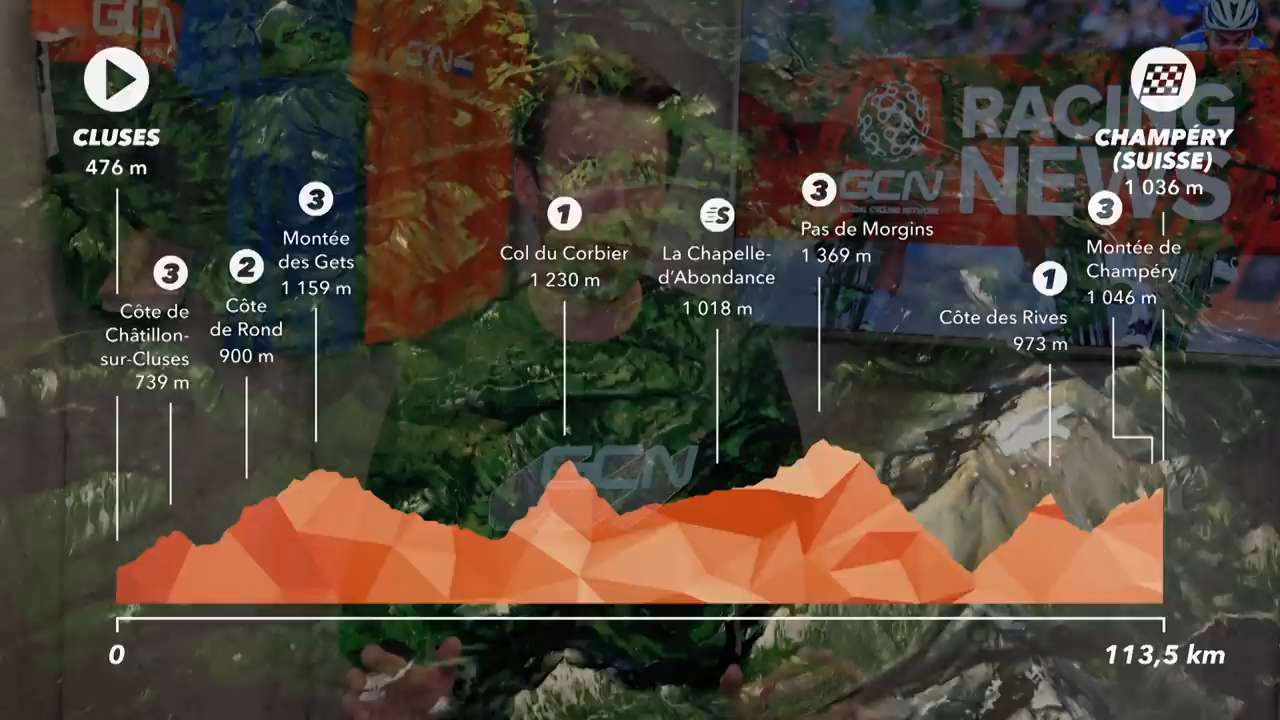 GCN
GCN
RACING
NEWS
GCN
CLUSES
476 m
3
Côte de
Châtillon-
sur-Cluses
739 m
2
Côte
de Rond
900 m
3
Montée
des Gets
1 159 m
1
Col du Corbier
1 230 m
S
La Chapelle-
d'Abondance
1 018 m
3
Pas de Morgins
1 369 m
1
Côte des Rives
973 m
3
Montée de
Champéry
1 046 m
CHAMPÉRY
(SUISSE)
1 036 m
GCN
0
113,5 km